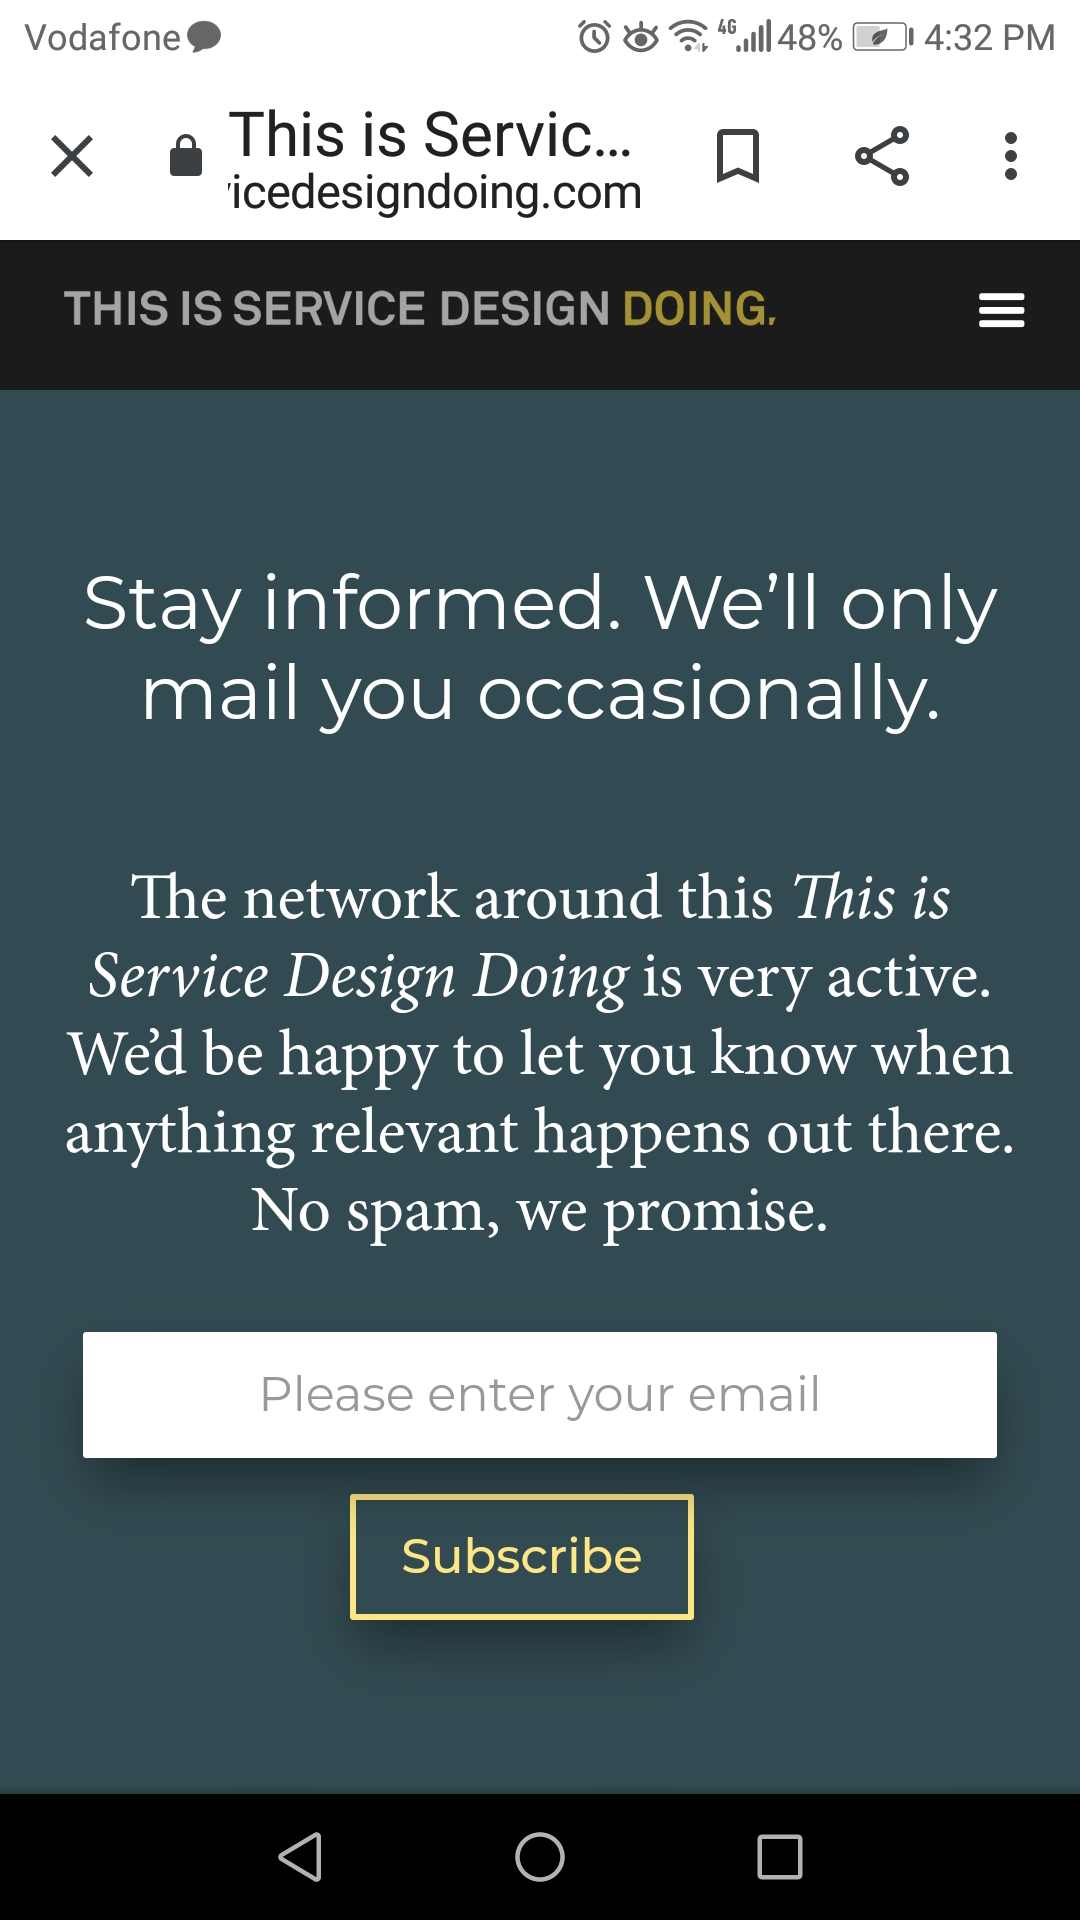 Vodafone 4G 48% 4:32 PM
This is Servic...
icedesigndoing.com
THIS IS SERVICE DESIGN DOING.
Stay informed. We’ll only
mail you occasionally.
The network around this This is
Service Design Doing is very active.
We’d be happy to let you know when
anything relevant happens out there.
No spam, we promise.
Please enter your email
Subscribe